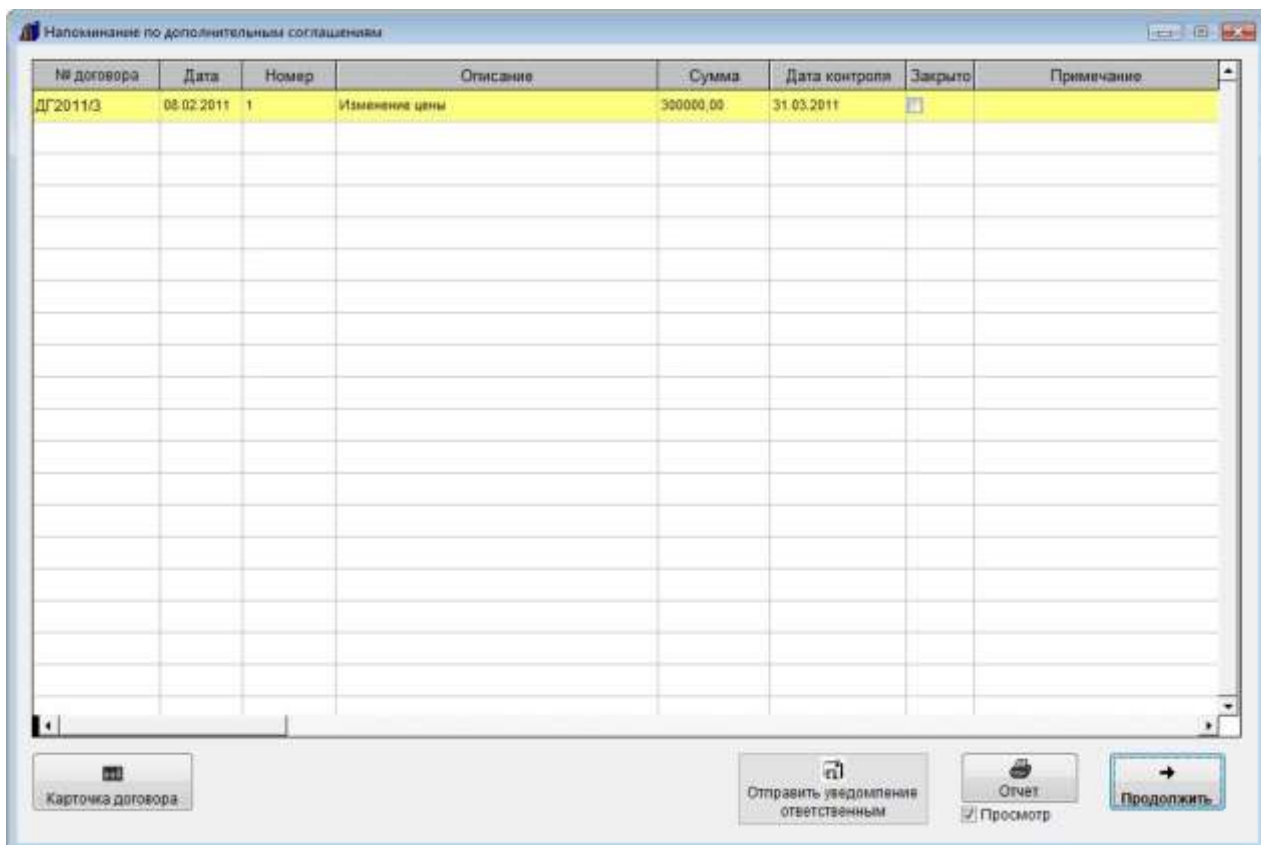 Напоминание по дополнительным соглашениям
№ договора Дата Номер Описание Сумма Дата контроля Закрыто Примечание
ДГ2011/3 08.02.2011 1 Изменение цены 300000,00 31.03.2011
Карточка договора
Отправить уведомление
ответственным
Отчет
Просмотр
Продолжить